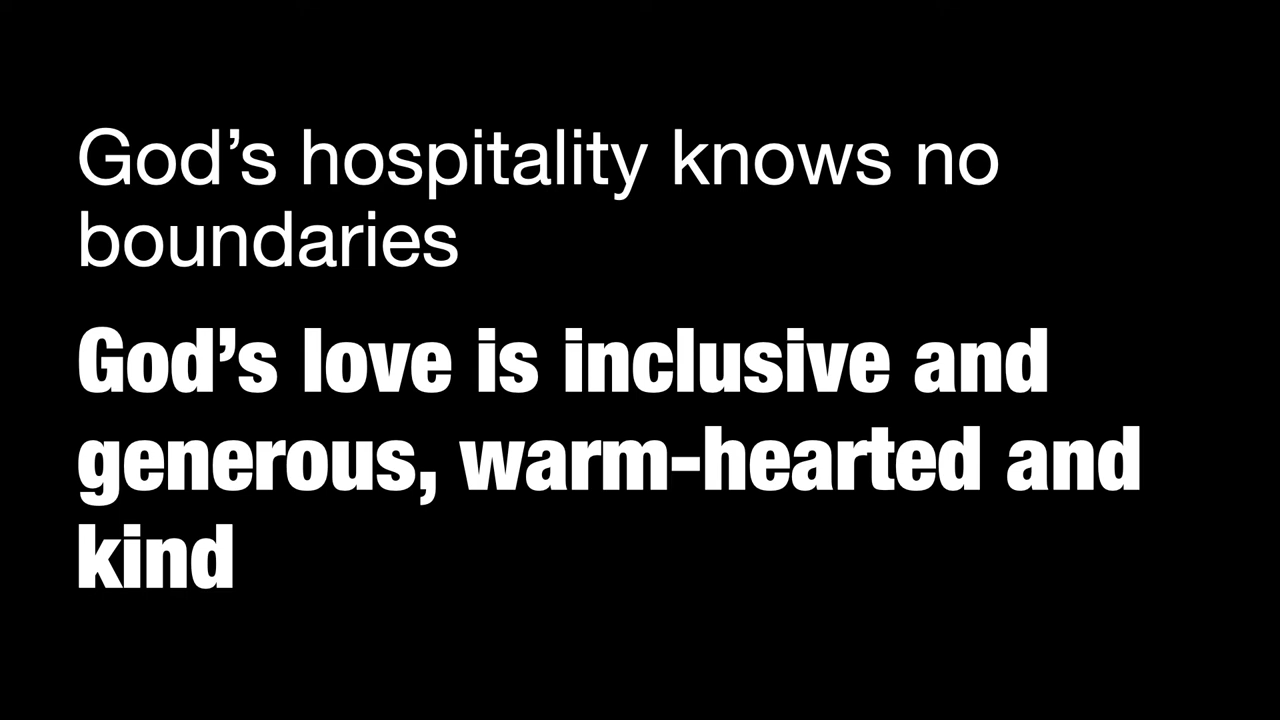 God’s hospitality knows no
boundaries
God’s love is inclusive and
generous, warm-hearted and
kind